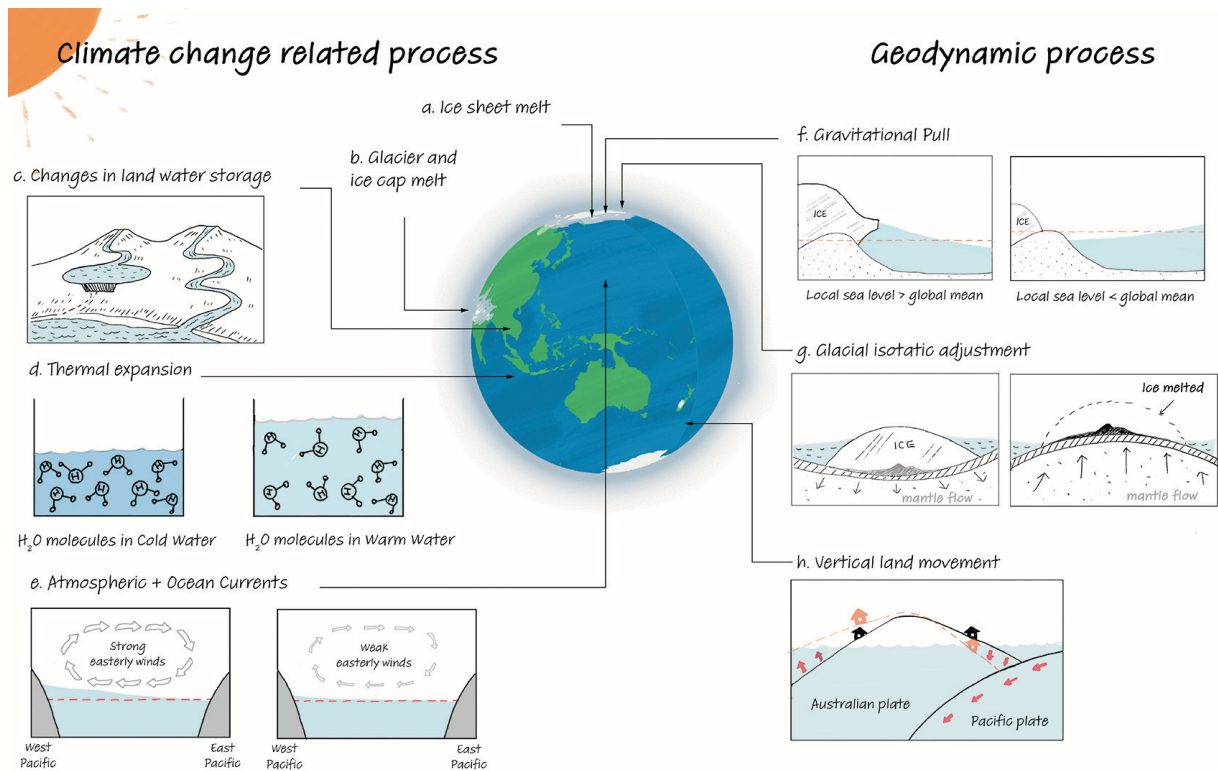 Climate change related process
Geodynamic process
a. Ice sheet melt
b. Glacier and
ice cap melt
c. Changes in land water storage
d. Thermal expansion
H
H
H
H
H
H
H
H
H
H
H
H
H
H
H₂O molecules in Cold Water
H₂O molecules in Warm Water
e. Atmospheric + Ocean Currents
Strong
easterly winds
West
Pacific
East
Pacific
Weak
easterly winds
West
Pacific
East
Pacific
f. Gravitational Pull
ICE
Local sea level > global mean
ICE
Local sea level < global mean
g. Glacial isotatic adjustment
ICE
mantle flow
Ice melted
mantle flow
h. Vertical land movement
Australian plate
Pacific plate